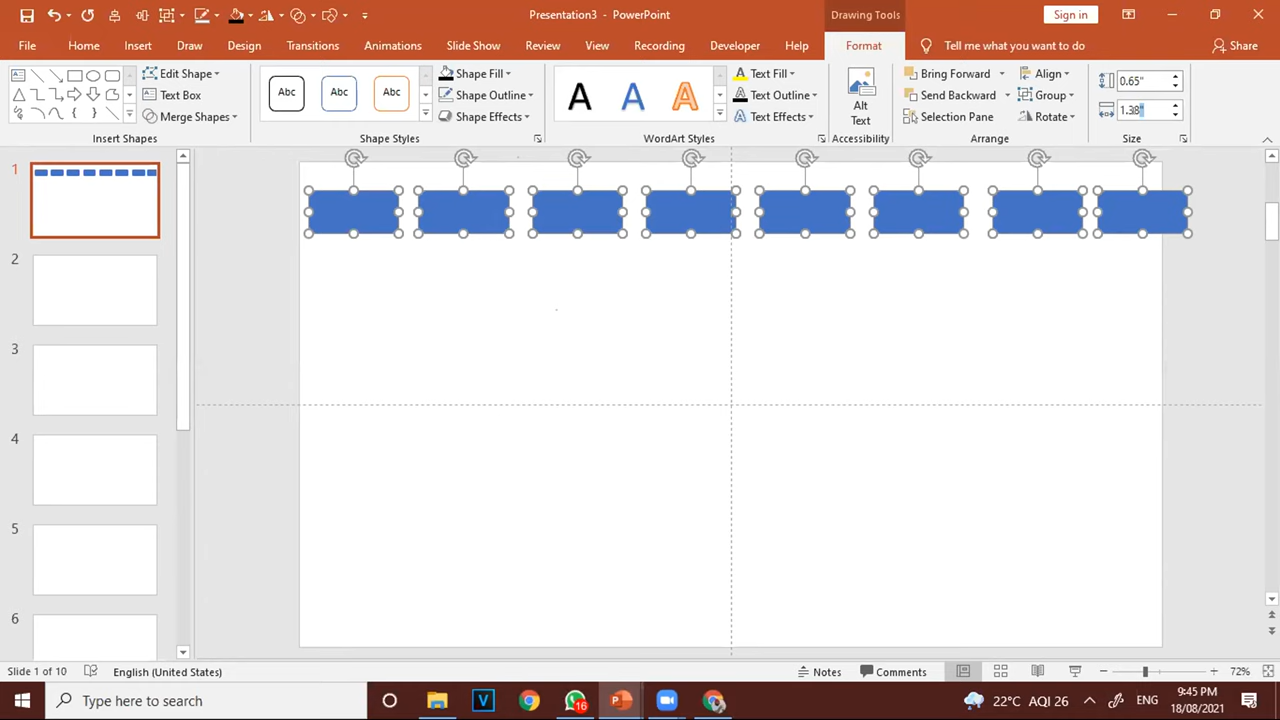 Presentation3 - PowerPoint
Drawing Tools
Sign in
File Home Insert Draw Design Transitions Animations Slide Show Review View Recording Developer Help Format Tell me what you want to do Share
Edit Shape
Text Box
Merge Shapes
Insert Shapes
Abc Abc Abc
Shape Fill
Shape Outline
Shape Effects
Shape Styles
A A A
Text Fill
Text Outline
Text Effects
WordArt Styles
Alt
Text
Accessibility
Bring Forward
Send Backward
Selection Pane
Align
Group
Rotate
Arrange
0.65"
1.38"
Size
1
2
3
4
5
6
Slide 1 of 10 English (United States) Notes Comments 72%
Type here to search
16
22°C AQI 26
ENG
9:45 PM
18/08/2021